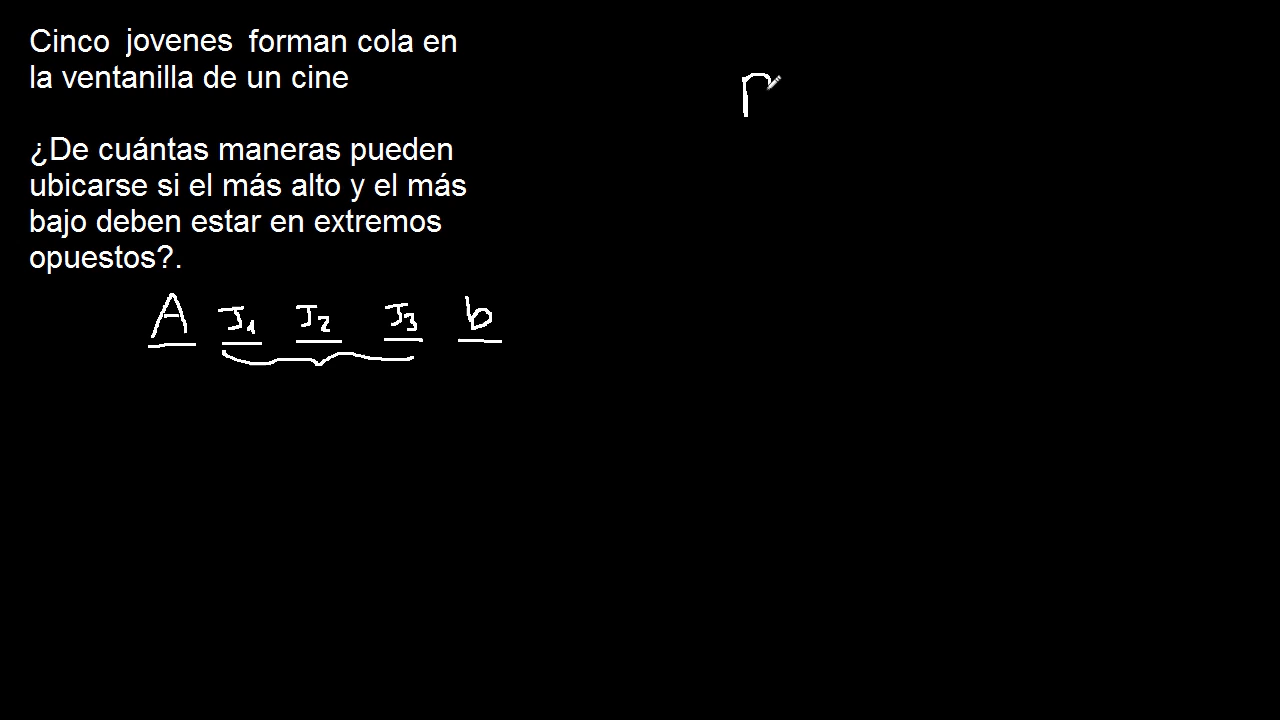 Cinco jovenes forman cola en
la ventanilla de un cine
¿De cuántas maneras pueden
ubicarse si el más alto y el más
bajo deben estar en extremos
opuestos?.
A J1 J2 J3 b